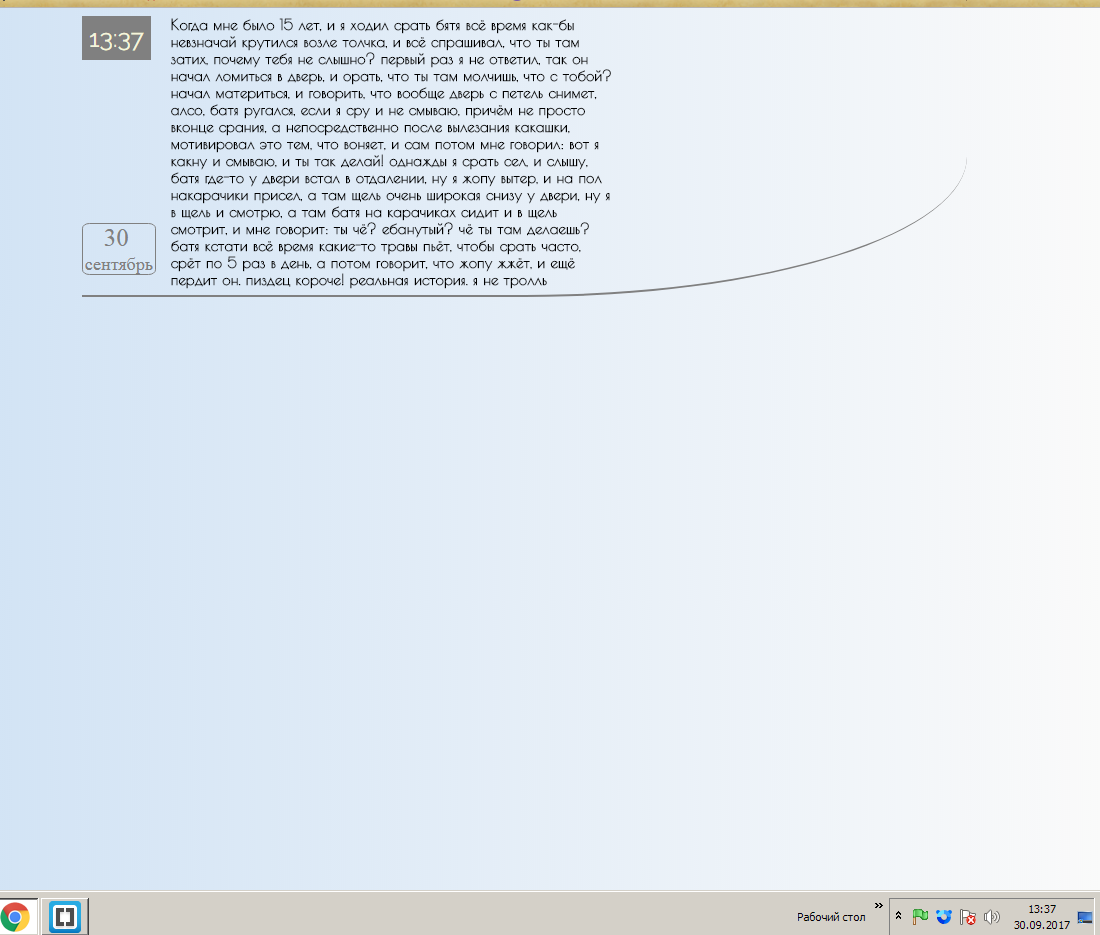 13:37
Когда мне было 15 лет, и я ходил срать бятя всё время как-бы
невзначай крутился возле толчка, и всё спрашивал, что ты там
затих, почему тебя не слышно? первый раз я не ответил, так он
начал ломиться в дверь, и орать, что ты там молчишь, что с тобой?
начал материться, и говорить, что вообще дверь с петель снимет,
алсо, батя ругался, если я сру и не смываю, причём не просто
вконце срания, а непосредственно после вылезания какашки,
мотивировал это тем, что воняет, и сам потом мне говорил: вот я
какну и смываю, и ты так делай! однажды я срать сел, и слышу,
батя где-то у двери встал в отдалении, ну я жопу вытер, и на пол
накарачики присел, а там щель очень широкая снизу у двери, ну я
в щель и смотрю, а там батя на карачиках сидит и в щель
смотрит, и мне говорит: ты чё? ебанутый? чё ты там делаешь?
батя кстати всё время какие-то травы пьёт, чтобы срать часто,
срёт по 5 раз в день, а потом говорит, что жопу жжёт, и ещё
пердит он. пиздец короче! реальная история. я не тролль
30
сентябрь
Рабочий стол
13:37
30.09.2017